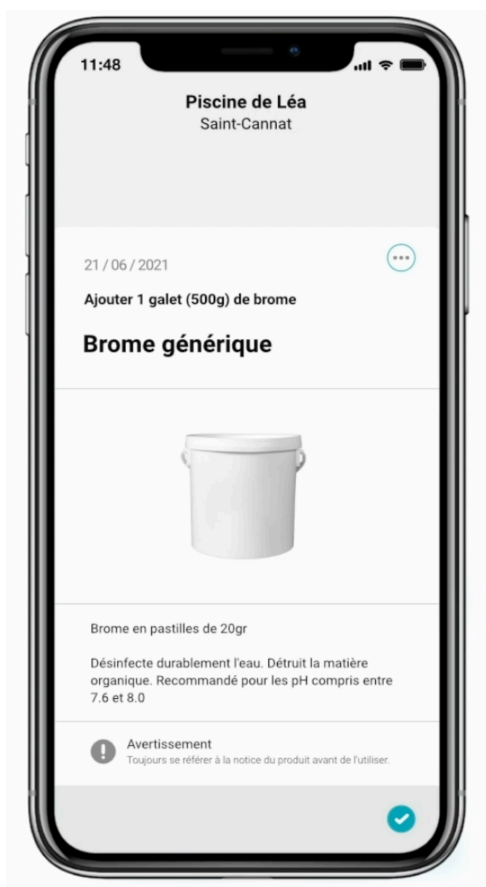 11:48
Piscine de Léa
Saint-Cannat
21 / 06 / 2021
Ajouter 1 galet (500g) de brome
Brome générique
Brome en pastilles de 20gr
Désinfecte durablement l'eau. Détruit la matière
organique. Recommandé pour les pH compris entre
7.6 et 8.0
Avertissement
Toujours se référer à la notice du produit avant de l'utiliser.